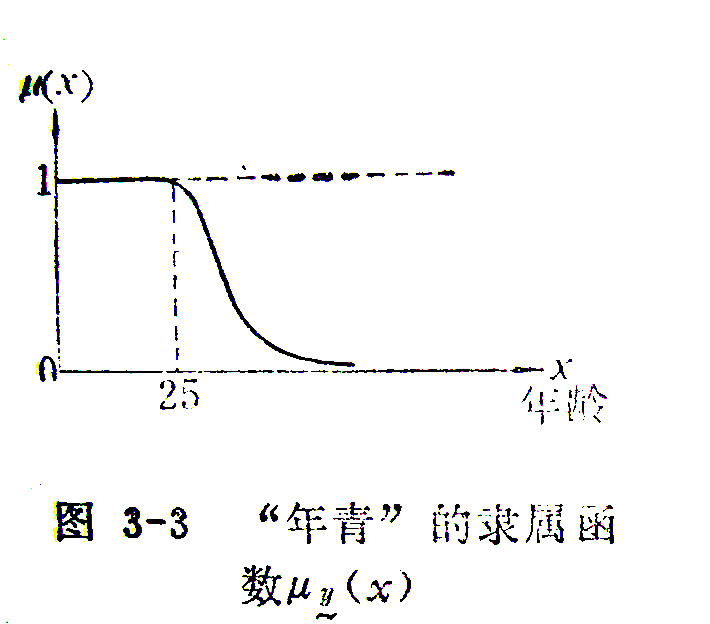 μ(x)
1
0
25
x
年龄
图 3-3 “年青”的隶属函
数μy(x)